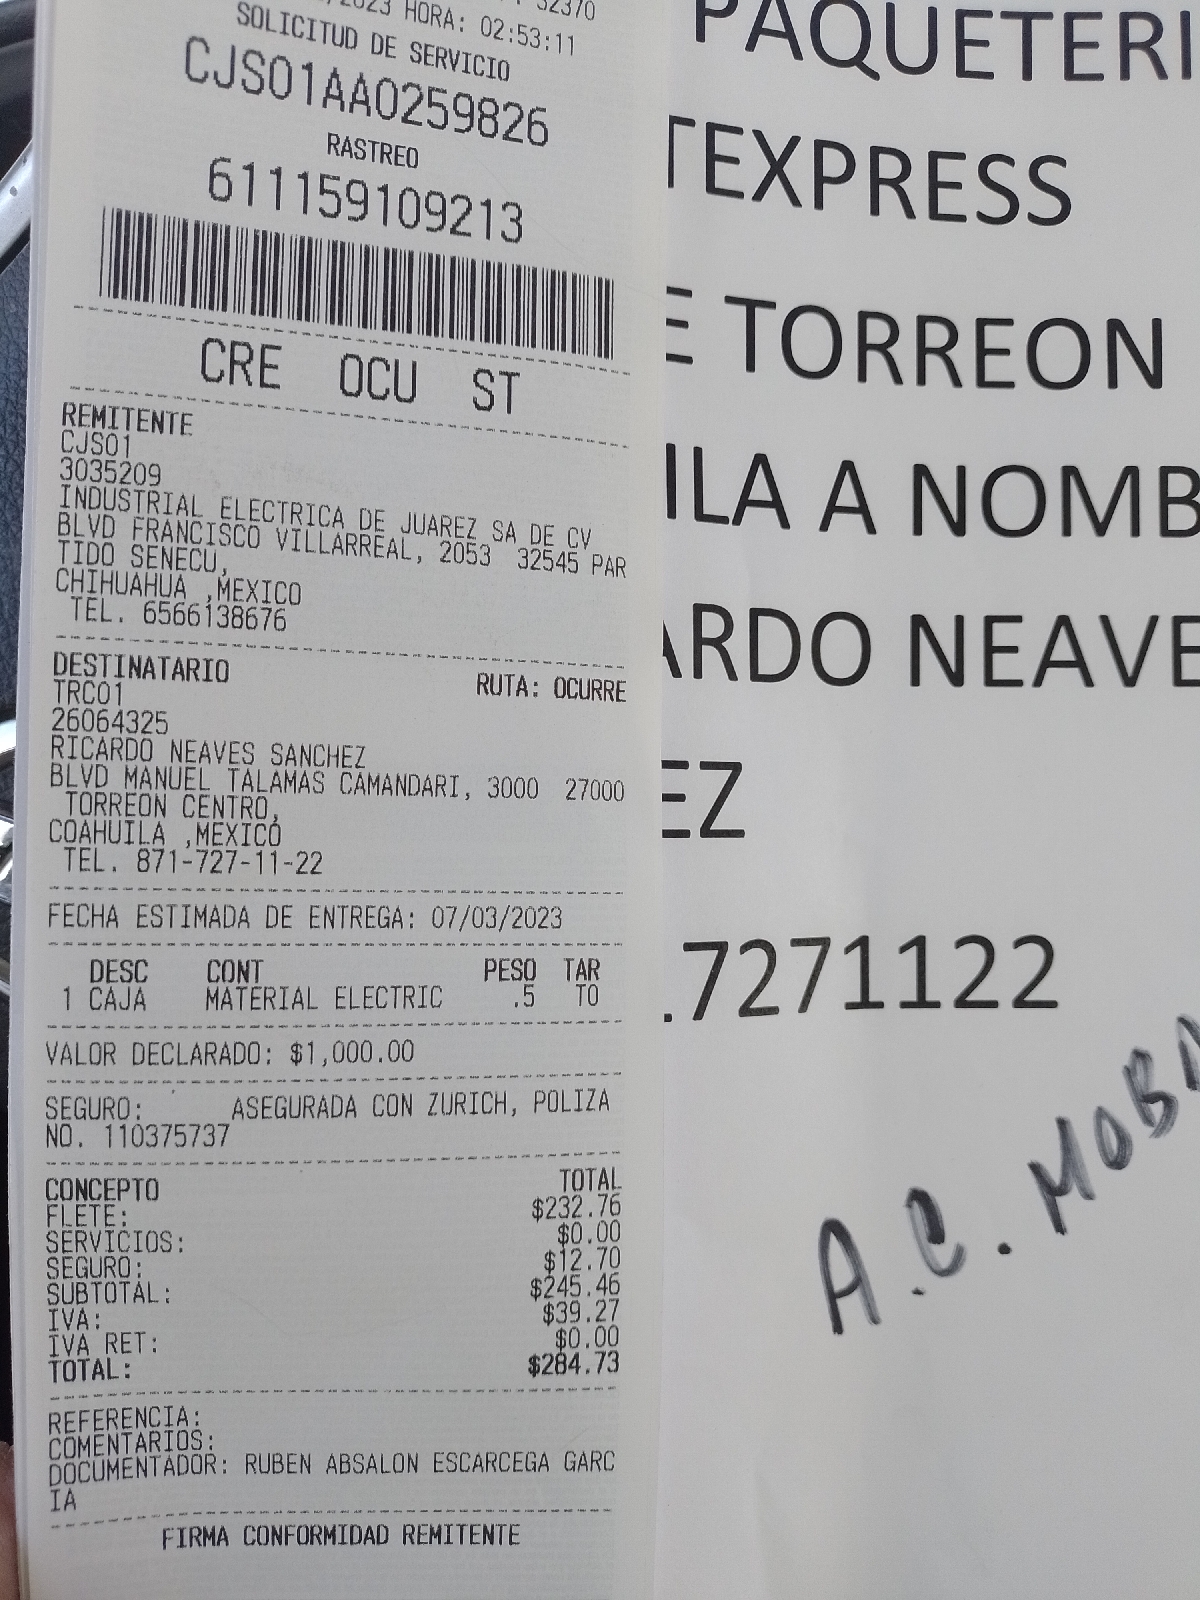 2023 HORA: 02:53:11
32370
SOLICITUD DE SERVICIO
CJS01AA0259826
RASTREO
611159109213
CRE OCU ST
REMITENTE
CJS01
3035209
INDUSTRIAL ELECTRICA DE JUAREZ SA DE CV
BLVD FRANCISCO VILLARREAL, 2053 32545 PAR
TIDO SENECU,
CHIHUAHUA ,MEXICO
TEL. 6566138676
DESTINATARIO
RUTA: OCURRE
TRC01
26064325
RICARDO NEAVES SANCHEZ
BLVD MANUEL TALAMAS CAMANDARI, 3000 27000
TORREON CENTRO,
COAHUILA ,MEXICO
TEL. 871-727-11-22
FECHA ESTIMADA DE ENTREGA: 07/03/2023
DESC CONT PESO TAR
1 CAJA MATERIAL ELECTRIC .5 T0
VALOR DECLARADO: $1,000.00
SEGURO: ASEGURADA CON ZURICH, POLIZA
NO. 110375737
CONCEPTO TOTAL
FLETE: $232.76
SERVICIOS: $0.00
SEGURO: $12.70
SUBTOTAL: $245.46
IVA: $39.27
IVA RET: $0.00
TOTAL: $284.73
REFERENCIA:
COMENTARIOS:
DOCUMENTADOR: RUBEN ABSALON ESCARCEGA GARC
IA
FIRMA CONFORMIDAD REMITENTE
PAQUETERI
TEXPRESS
E TORREON
ILA A NOMB
ARDO NEAVE
EZ
.7271122
A.C. MOBA